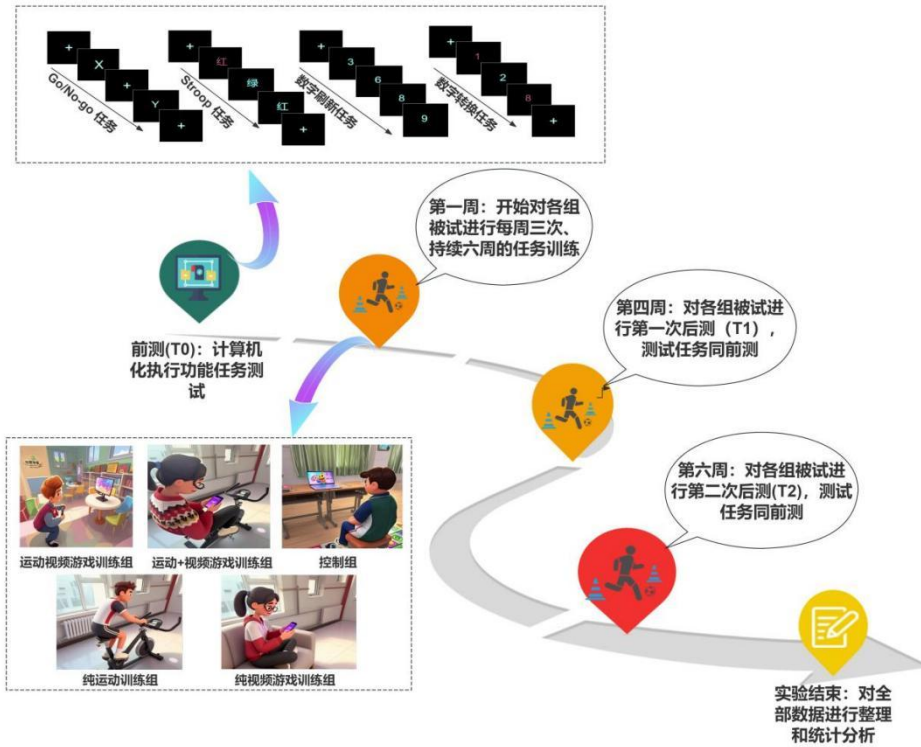 +
X
+
Y
+
Go/No-go 任务
+
红
绿
红
+
Stroop 任务
+
3
6
8
9
数字刷新任务
+
1
2
8
+
数字转换任务
第一周：开始对各组
被试进行每周三次、
持续六周的任务训练
前测(T0)：计算机
化执行功能任务测
试
第四周：对各组被试进
行第一次后测（T1），
测试任务同前测
第六周：对各组被试进
行第二次后测(T2)，测试
任务同前测
运动视频游戏训练组
运动+视频游戏训练组
控制组
纯运动训练组
纯视频游戏训练组
实验结束：对全
部数据进行整理
和统计分析